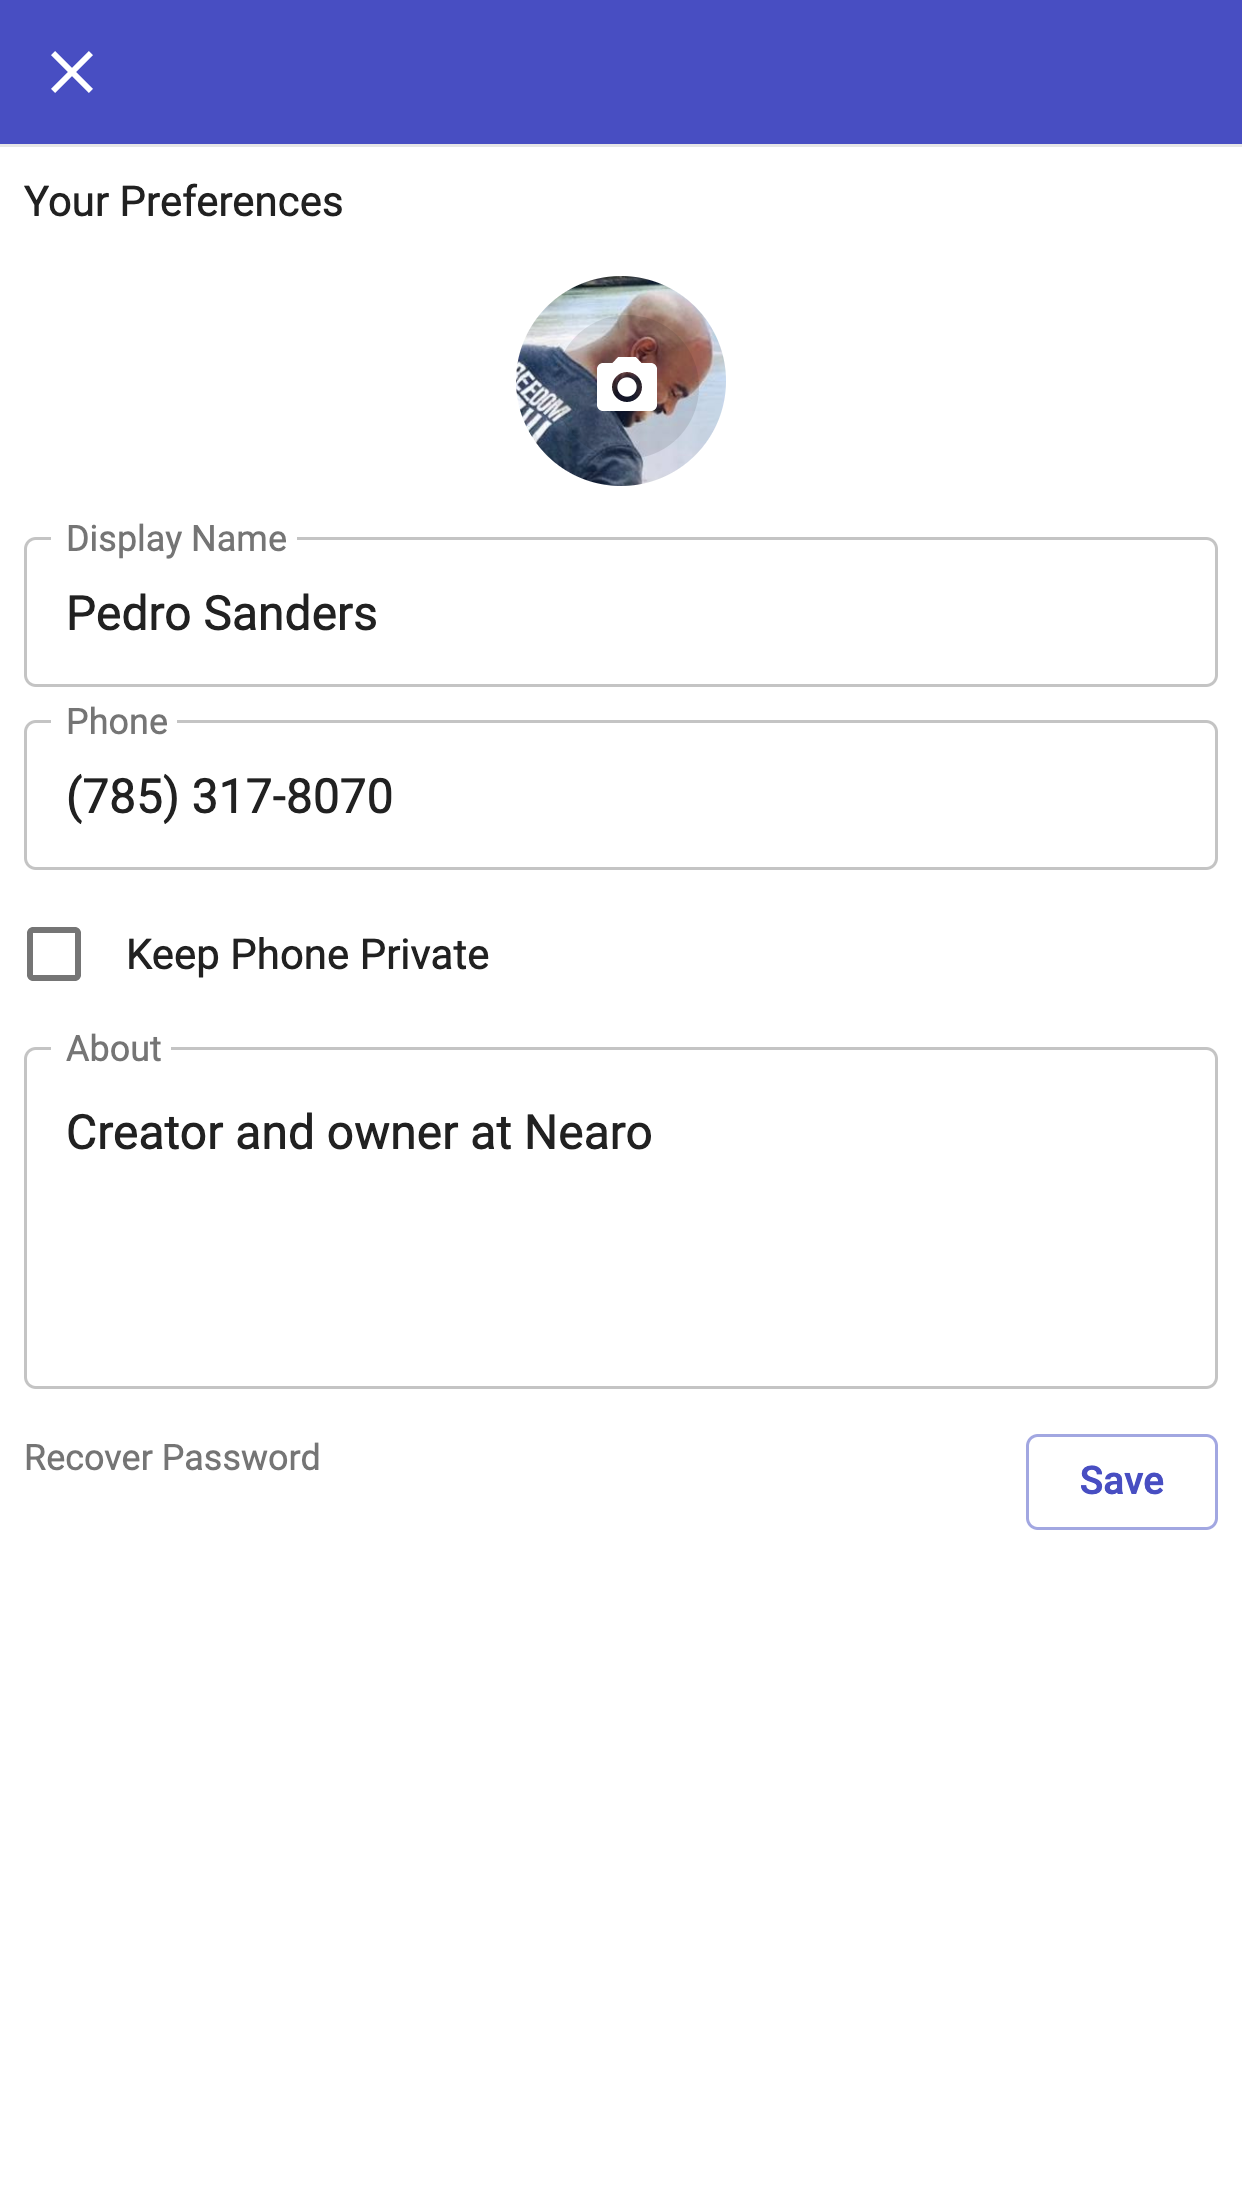 Your Preferences
Display Name
Pedro Sanders
Phone
(785) 317-8070
Keep Phone Private
About
Creator and owner at Nearo
Recover Password
Save